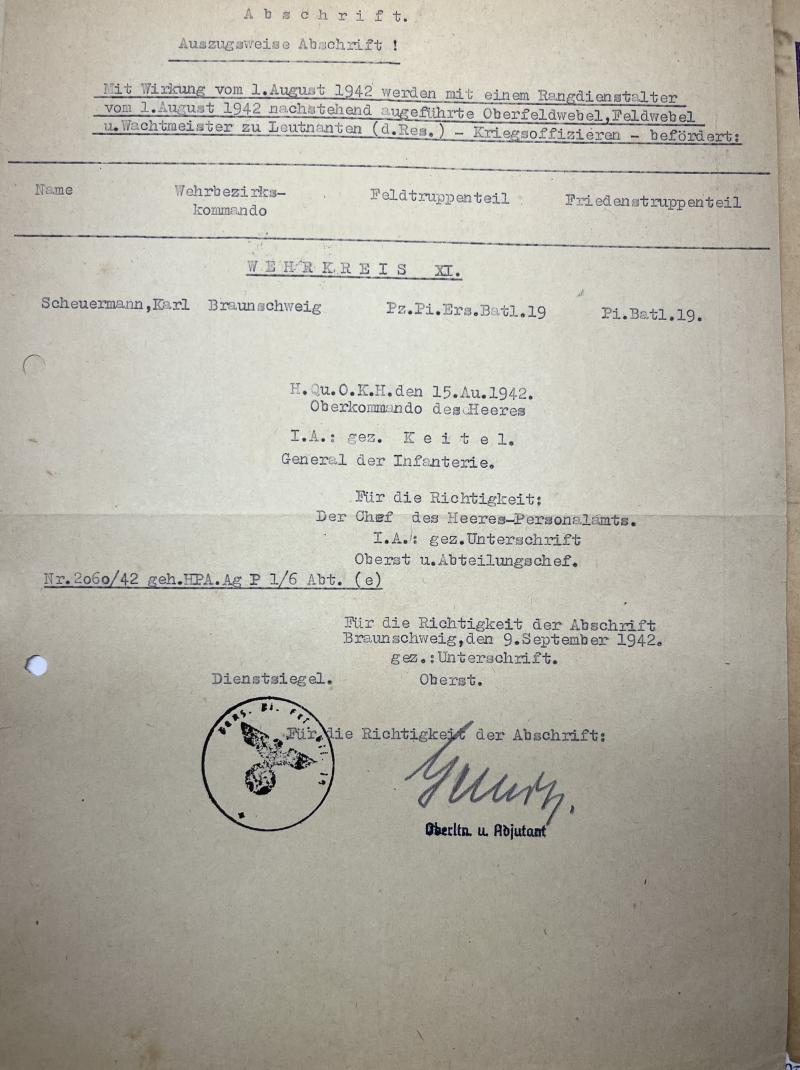 A b s c h r i f t.
Auszugsweise Abschrift !
Mit Wirkung vom 1.August 1942 werden mit einem Rangdienstalter
vom 1.August 1942 nachstehend augeführte Oberfeldwebel,Feldwebel
u.Wachtmeister zu Leutnanten (d.Res.) - Kriegsoffizieren - befördert:
Name Wehrbezirks- Feldtruppenteil Friedenstruppenteil
kommando
W E H R K R E I S XI.
Scheuermann,Karl Braunschweig Pz.Pi.Ers.Batl.19 Pi.Batl.19.
H.Qu.O.K.H.den 15.Au.1942.
Oberkommando des Heeres
I.A.: gez. K e i t e l.
General der Infanterie.
Für die Richtigkeit:
Der Chef des Heeres-Personalamts.
I.A.: gez.Unterschrift
Oberst u.Abteilungschef.
Nr.2o6o/42 geh.HPA.Ag P 1/6 Abt. (e)
Für die Richtigkeit der Abschrift
Braunschweig,den 9.September 1942.
gez.:Unterschrift.
Dienstsiegel. Oberst.
Für die Richtigkeit der Abschrift:
Oberltn. u. Adjutant